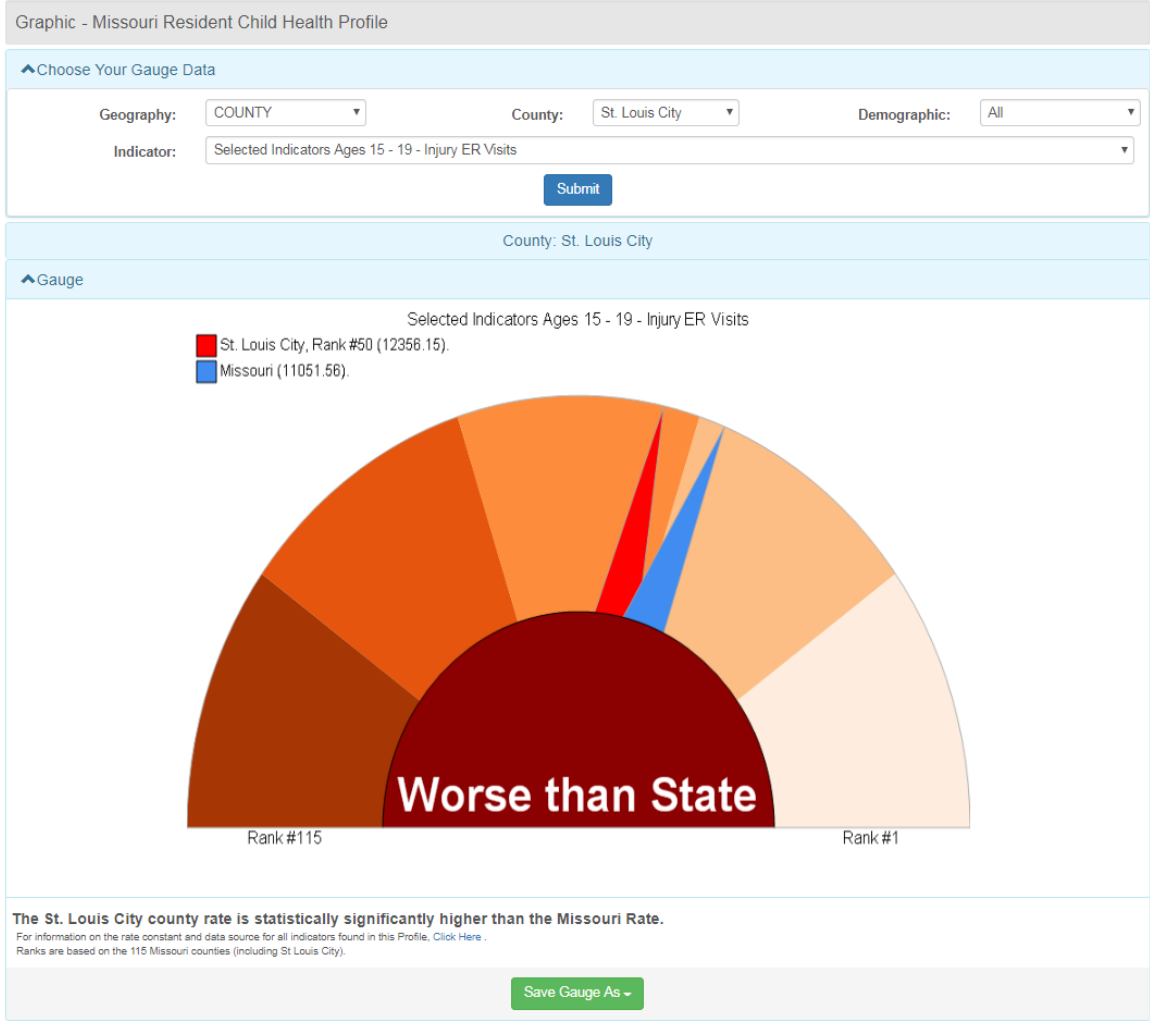 Graphic - Missouri Resident Child Health Profile
Choose Your Gauge Data
Geography: COUNTY County: St. Louis City Demographic: All
Indicator: Selected Indicators Ages 15 - 19 - Injury ER Visits
Submit
County: St. Louis City
Gauge
Selected Indicators Ages 15 - 19 - Injury ER Visits
St. Louis City, Rank #50 (12356.15).
Missouri (11051.56).
Worse than State
Rank #115 Rank #1
The St. Louis City county rate is statistically significantly higher than the Missouri Rate.
For information on the rate constant and data source for all indicators found in this Profile, Click Here .
Ranks are based on the 115 Missouri counties (including St Louis City).
Save Gauge As